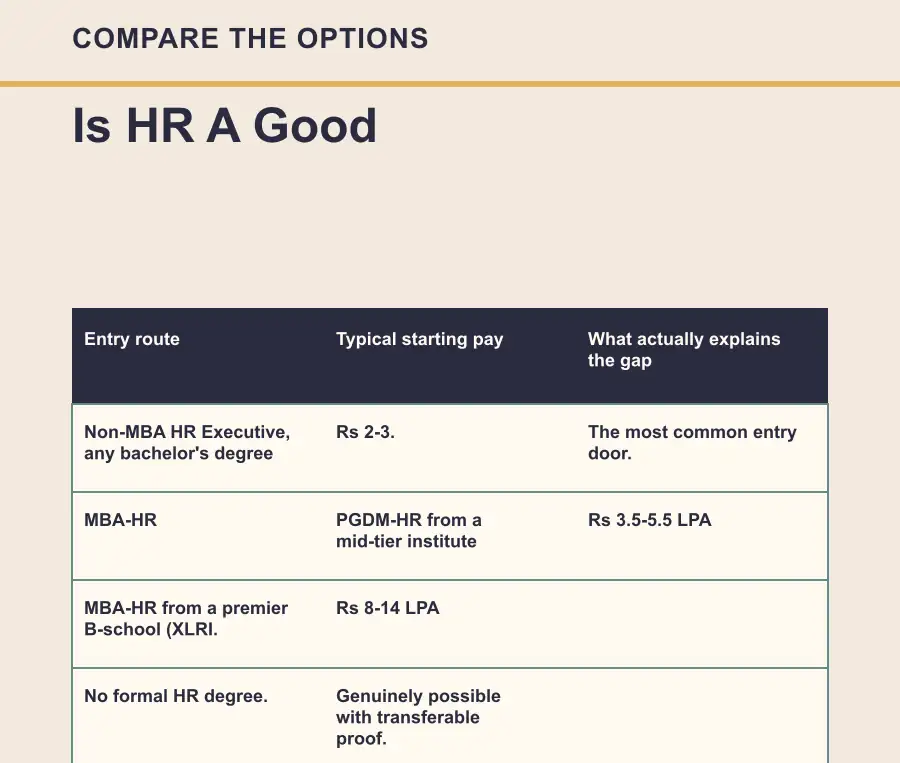 COMPARE THE OPTIONS
Is HR A Good
Entry route
Typical starting pay
What actually explains
the gap
Non-MBA HR Executive,
any bachelor's degree
Rs 2-3.
The most common entry
door.
MBA-HR
PGDM-HR from a
mid-tier institute
Rs 3.5-5.5 LPA
MBA-HR from a premier
B-school (XLRI.
Rs 8-14 LPA
No formal HR degree.
Genuinely possible
with transferable
proof.